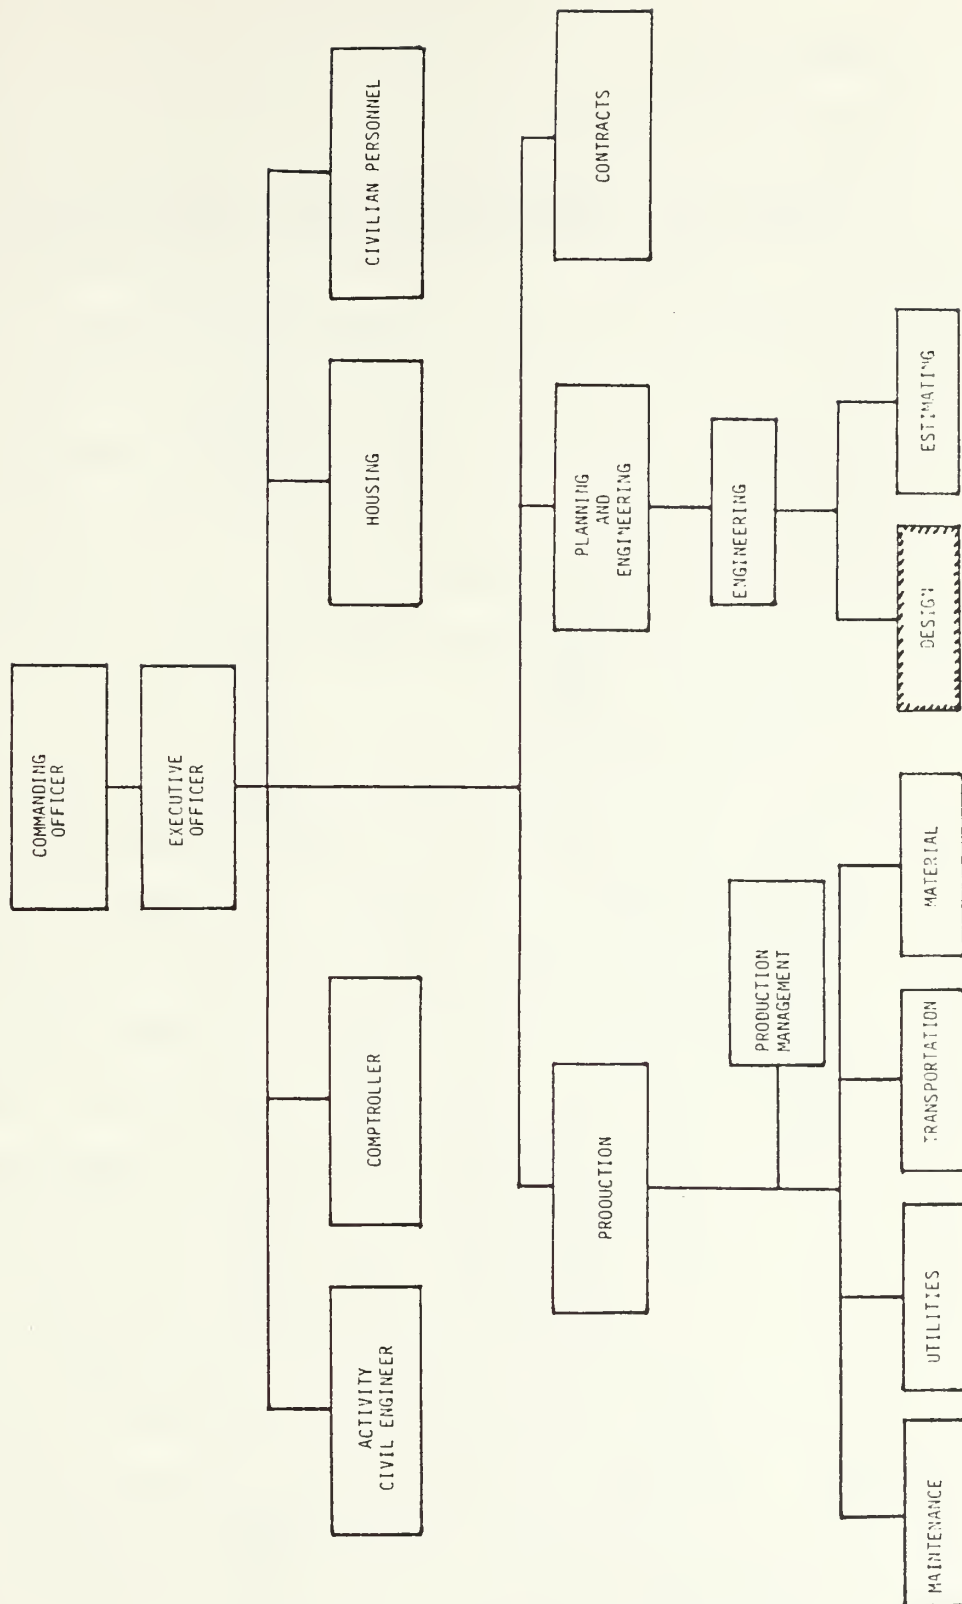 COMMANDING
OFFICER
EXECUTIVE
OFFICER
ACTIVITY
CIVIL ENGINEER
COMPTROLLER
HOUSING
CIVILIAN PERSONNEL
PRODUCTION
PLANNING
AND
ENGINEERING
CONTRACTS
PRODUCTION
MANAGEMENT
ENGINEERING
MAINTENANCE
UTILITIES
TRANSPORTATION
MATERIAL
DESIGN
ESTIMATING